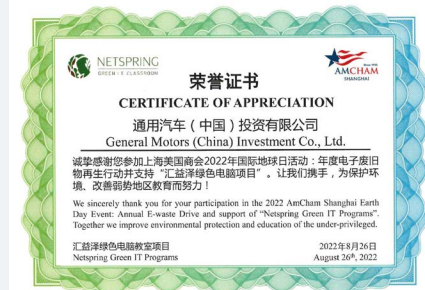 NETSPRING
GREEN IT CLASSROOM
Since 1915
AMCHAM
SHANGHAI
荣誉证书
CERTIFICATE OF APPRECIATION
通用汽车（中国）投资有限公司
General Motors (China) Investment Co., Ltd.
诚挚感谢您参加上海美国商会2022年国际地球日活动：年度电子废旧
物再生行动并支持“汇益泽绿色电脑项目”。让我们携手，为保护环
境、改善弱势地区教育而努力！
We sincerely thank you for your participation in the 2022 AmCham Shanghai Earth
Day Event: Annual E-waste Drive and support of “Netspring Green IT Programs”.
Together we improve environmental protection and education of the under-privileged.
汇益泽绿色电脑教室项目
2022年8月26日
Netspring Green IT Programs
August 26th, 2022